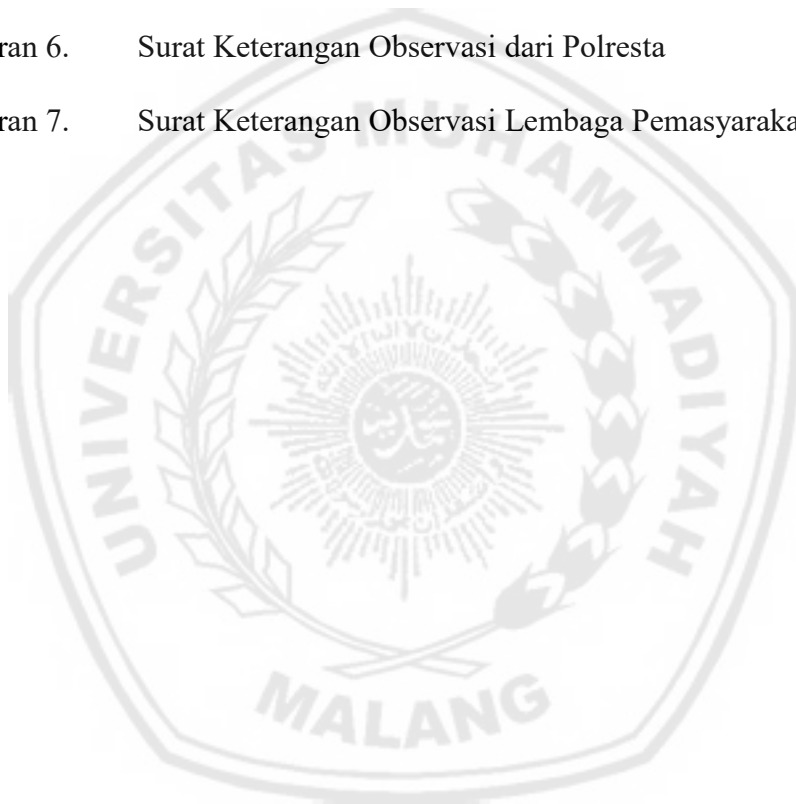 ran 6. Surat Keterangan Observasi dari Polresta
ran 7. Surat Keterangan Observasi Lembaga Pemasyaraka
UNIVERSITAS MUHAMMADIYAH
MALANG